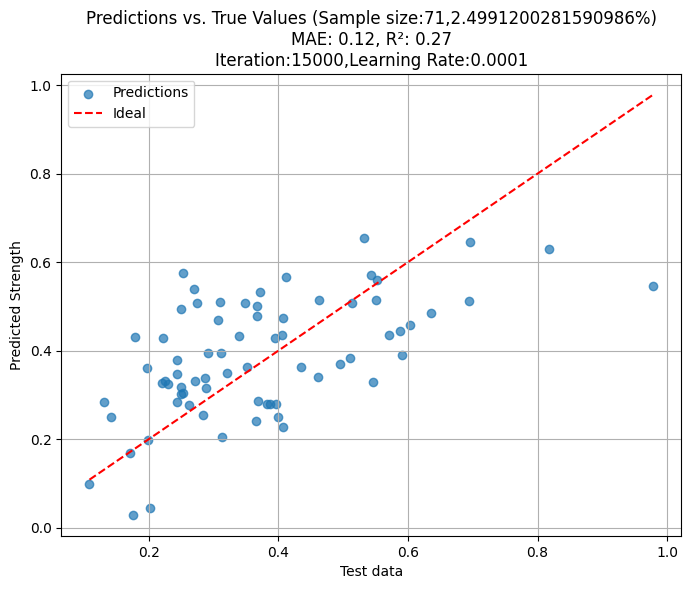 Predictions vs. True Values (Sample size:71,2.4991200281590986%)
MAE: 0.12, R²: 0.27
Iteration:15000,Learning Rate:0.0001
Predictions
Ideal
1.0
0.8
0.6
0.4
0.2
0.0
Predicted Strength
0.2 0.4 0.6 0.8 1.0
Test data